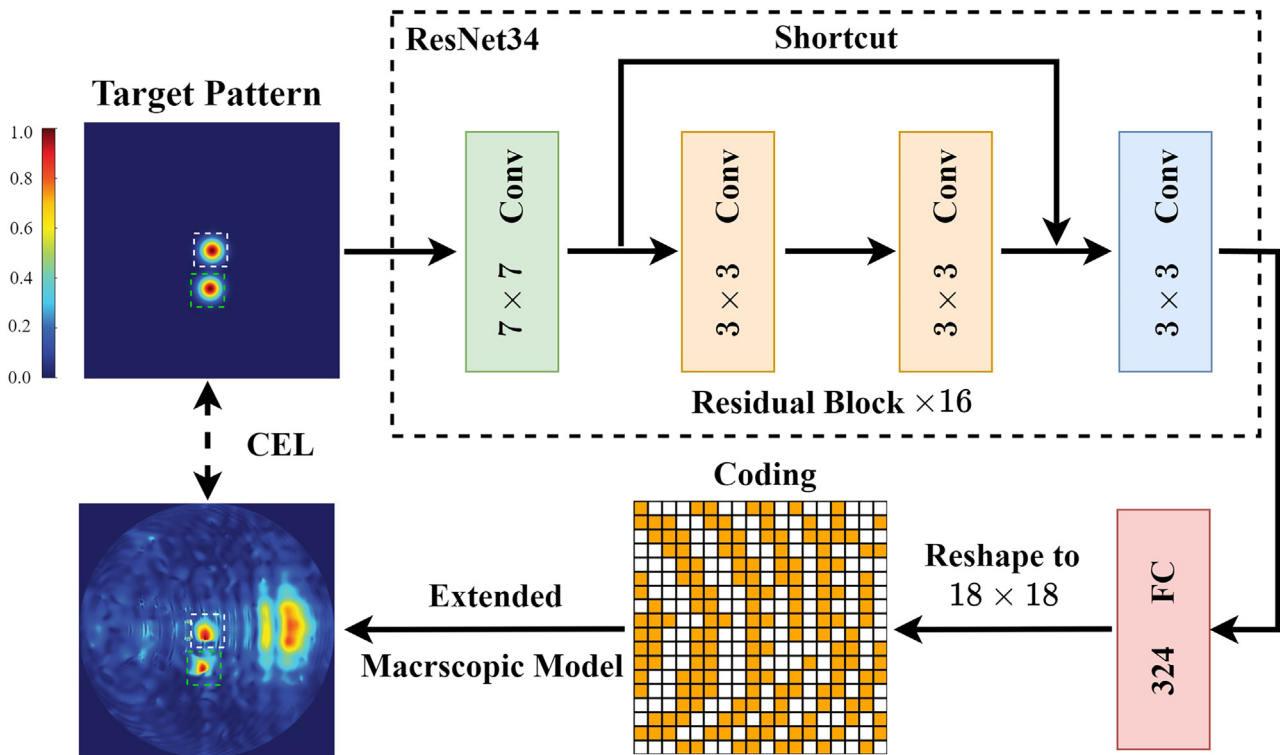 ResNet34
Shortcut
Target Pattern
1.0
0.8
0.6
0.4
0.2
0.0
7 × 7 Conv
3 × 3 Conv
3 × 3 Conv
3 × 3 Conv
Residual Block ×16
CEL
Coding
Extended
Macrscopic Model
Reshape to
18 × 18
324 FC